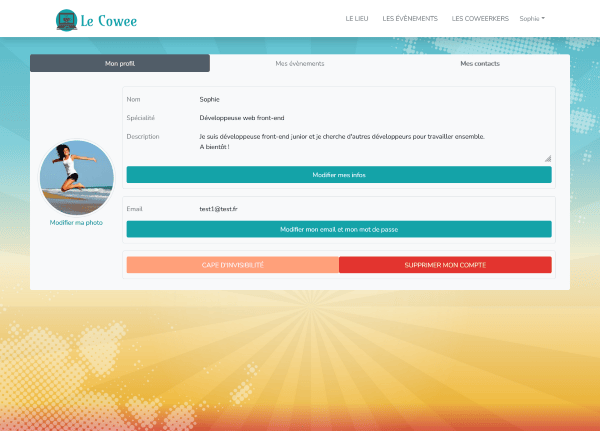 Le Cowee
LE LIEU LES ÉVÈNEMENTS LES COWEERKERS Sophie
Mon profil Mes évènements Mes contacts
Nom Sophie
Spécialité Développeuse web front-end
Description Je suis développeuse front-end junior et je cherche d'autres développeurs pour travailler ensemble.
A bientôt !
Modifier mes infos
Modifier ma photo
Email test1@test.fr
Modifier mon email et mon mot de passe
CAPE D'INVISIBILITÉ SUPPRIMER MON COMPTE